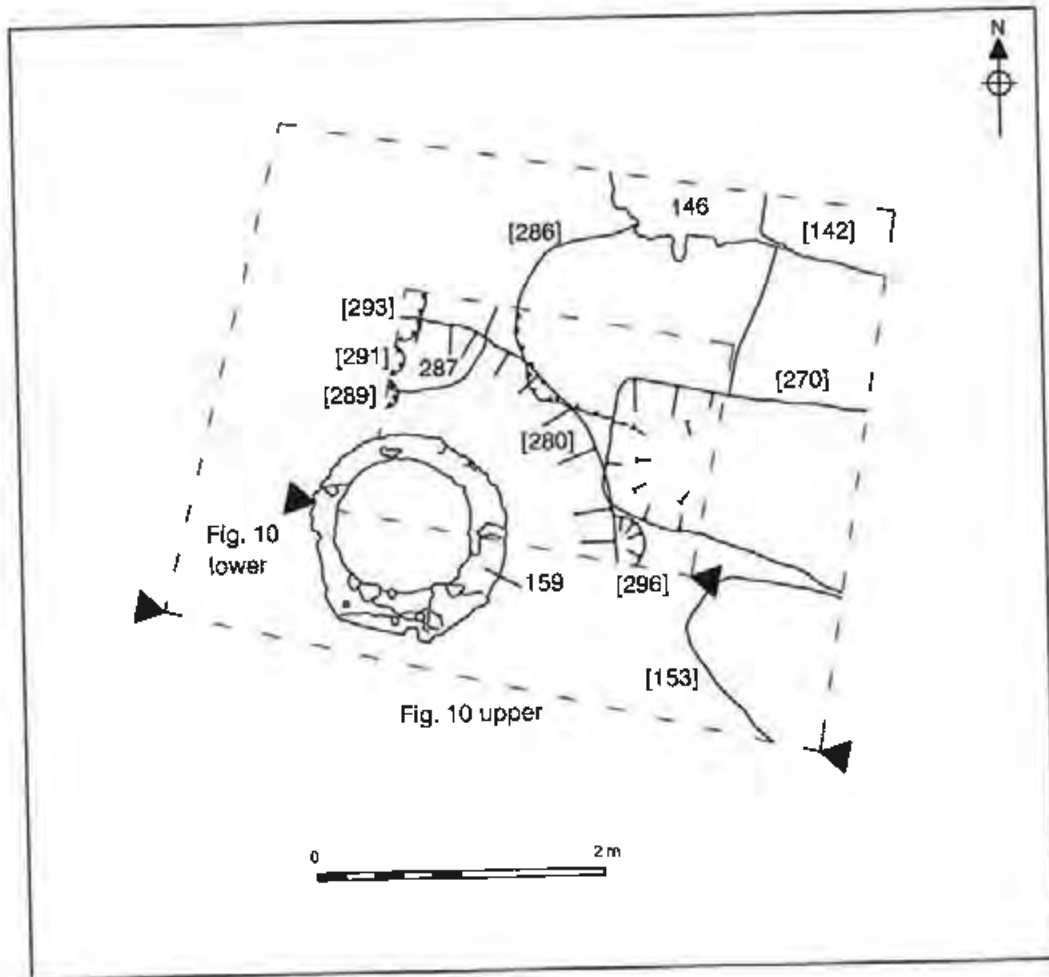 N
146
[142]
[286]
[293]
[291]
287
[289]
[270]
[280]
Fig. 10
lower
159
[296]
[153]
Fig. 10 upper
0
2 m